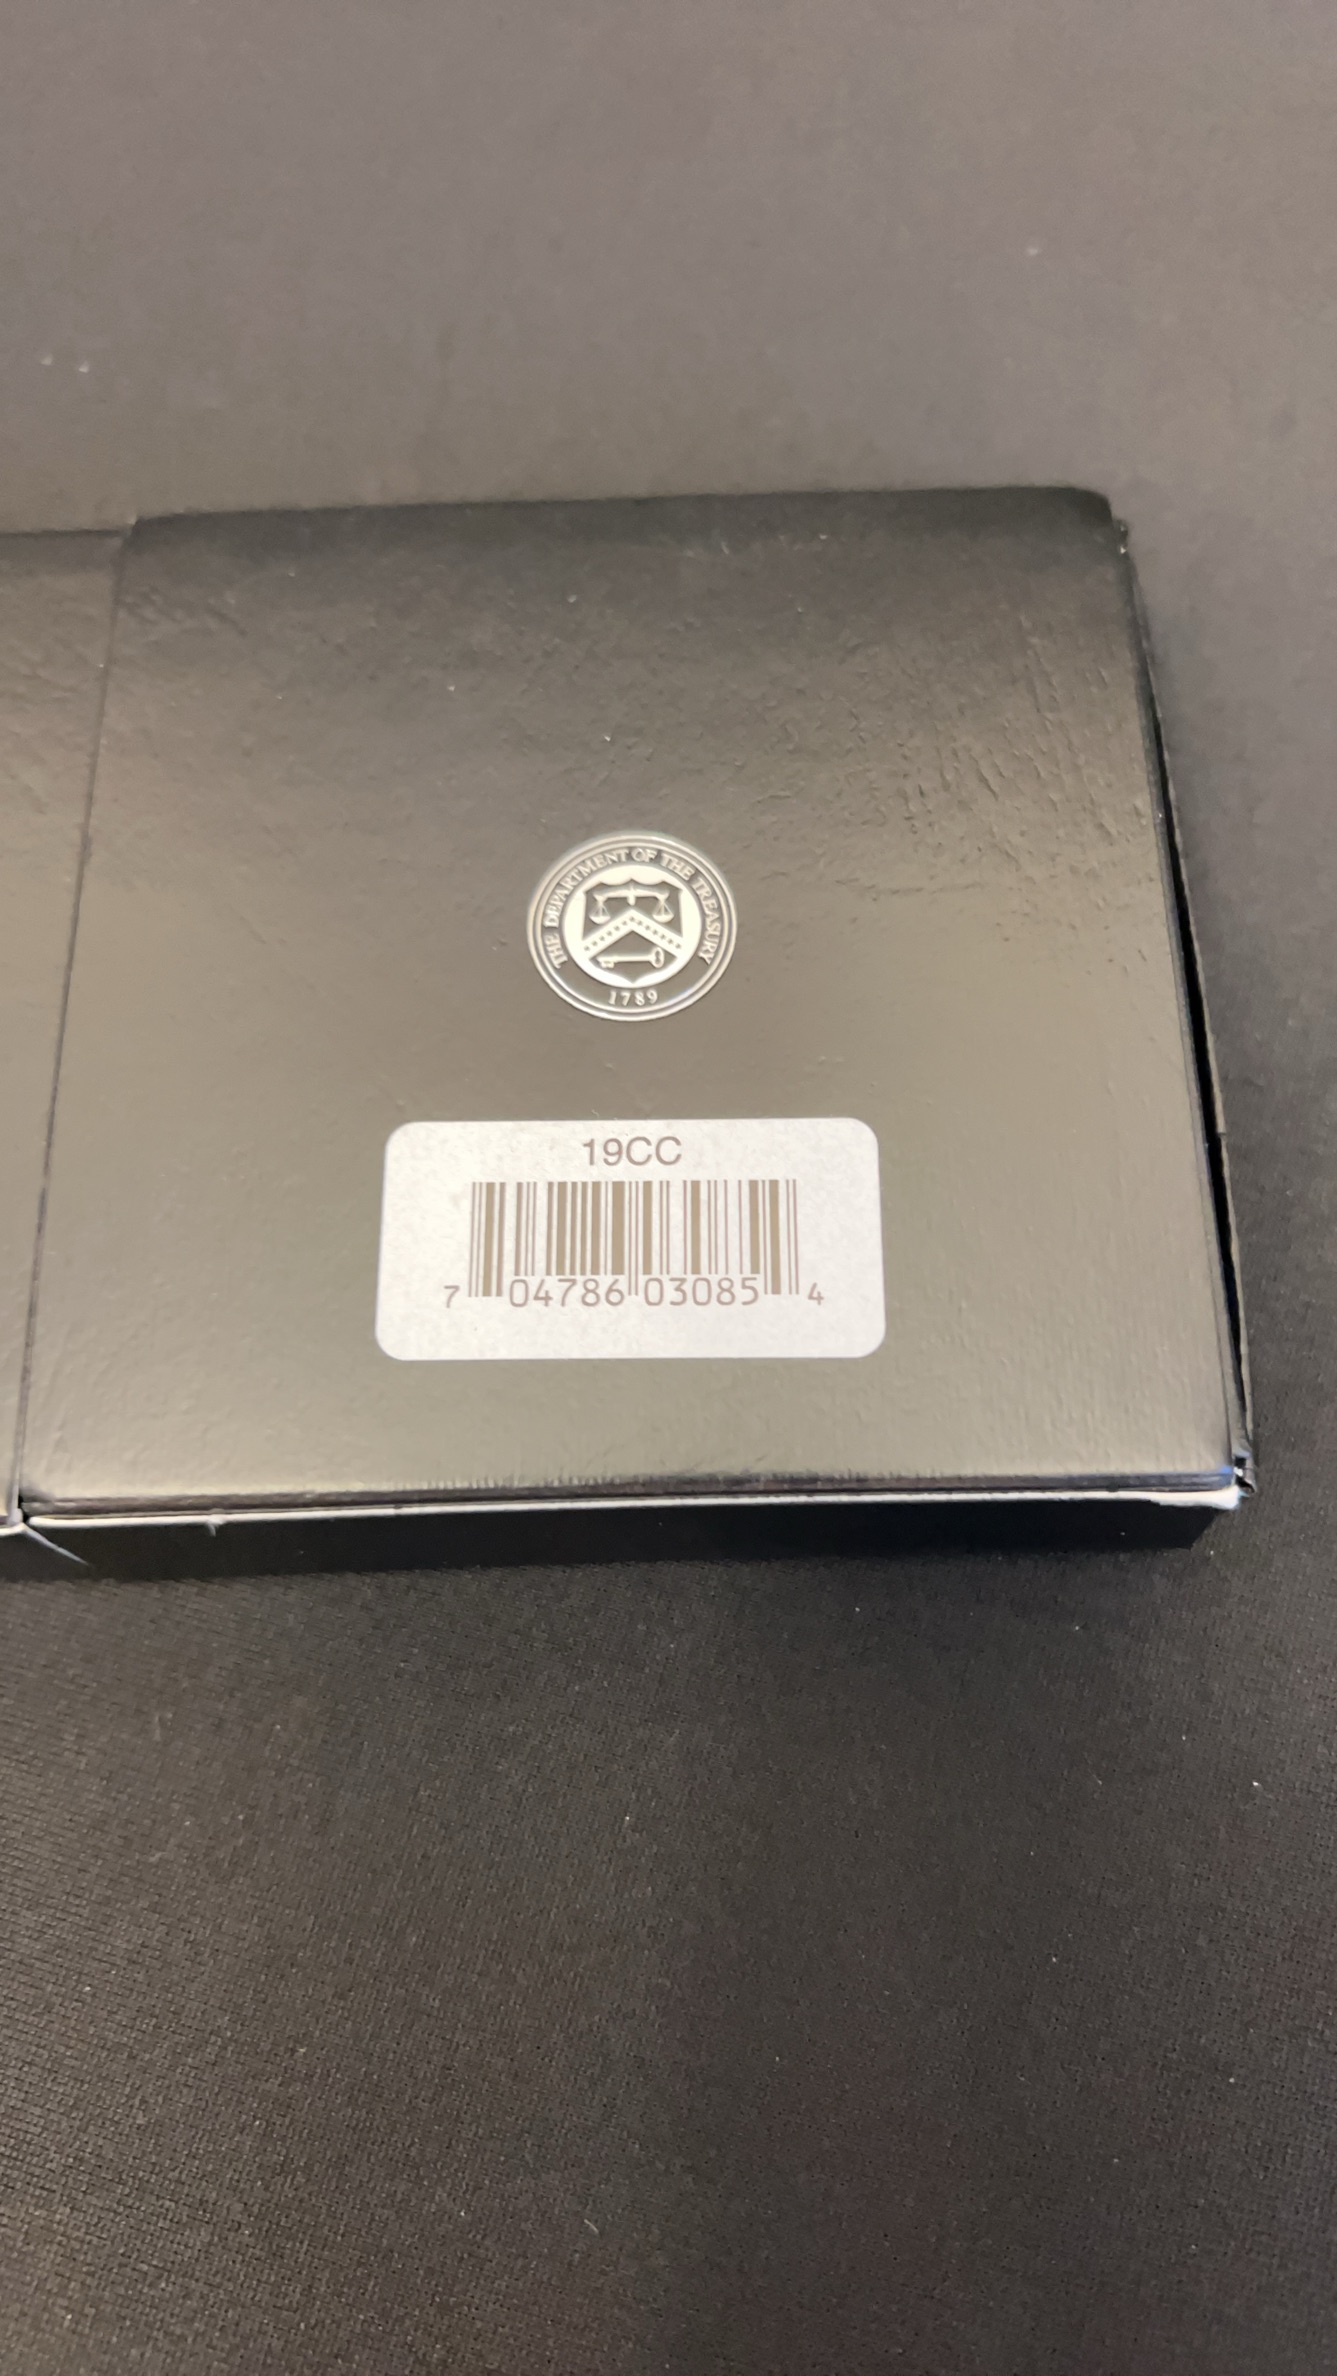 THE DEPARTMENT OF THE TREASURY
1789
19CC
7 04786 03085 4